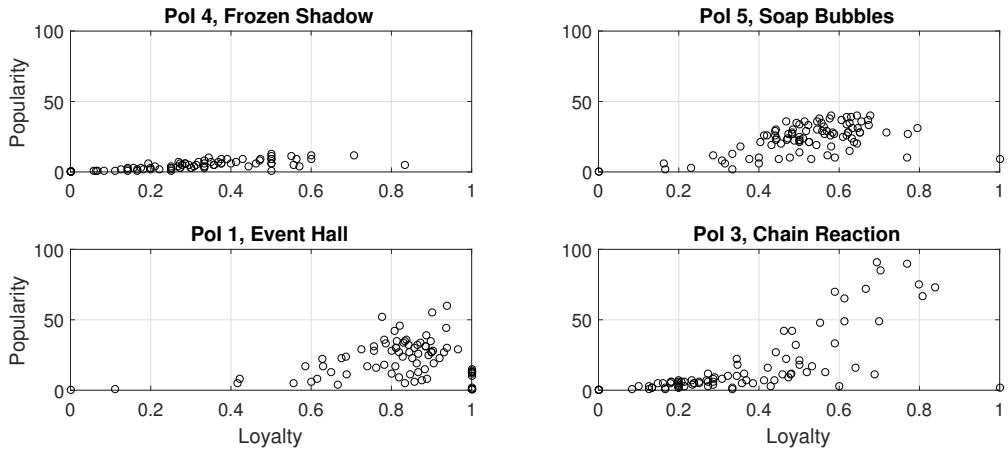 Pol 4, Frozen Shadow
100
50
0
Popularity
0 0.2 0.4 0.6 0.8 1
Pol 5, Soap Bubbles
100
50
0
Popularity
0 0.2 0.4 0.6 0.8 1
Pol 1, Event Hall
100
50
0
Popularity
0 0.2 0.4 0.6 0.8 1
Loyalty
Pol 3, Chain Reaction
100
50
0
Popularity
0 0.2 0.4 0.6 0.8 1
Loyalty